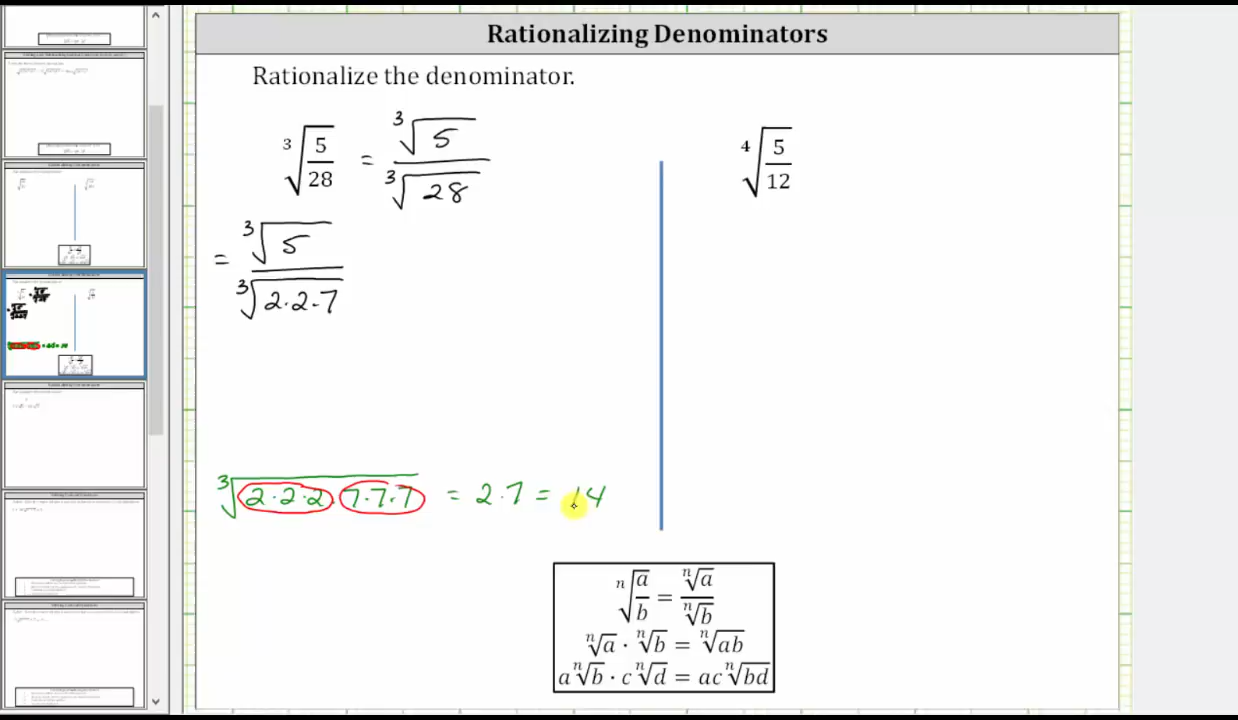 Rationalizing Denominators
Rationalize the denominator.
∛(5/28) = ∛5 / ∛28
= ∛5 / ∛(2·2·7)
∛(2·2·2·7·7·7) = 2·7 = 14
∜(5/12)
ⁿ√(a/b) = ⁿ√a / ⁿ√b
ⁿ√a · ⁿ√b = ⁿ√ab
aⁿ√b · cⁿ√d = acⁿ√bd